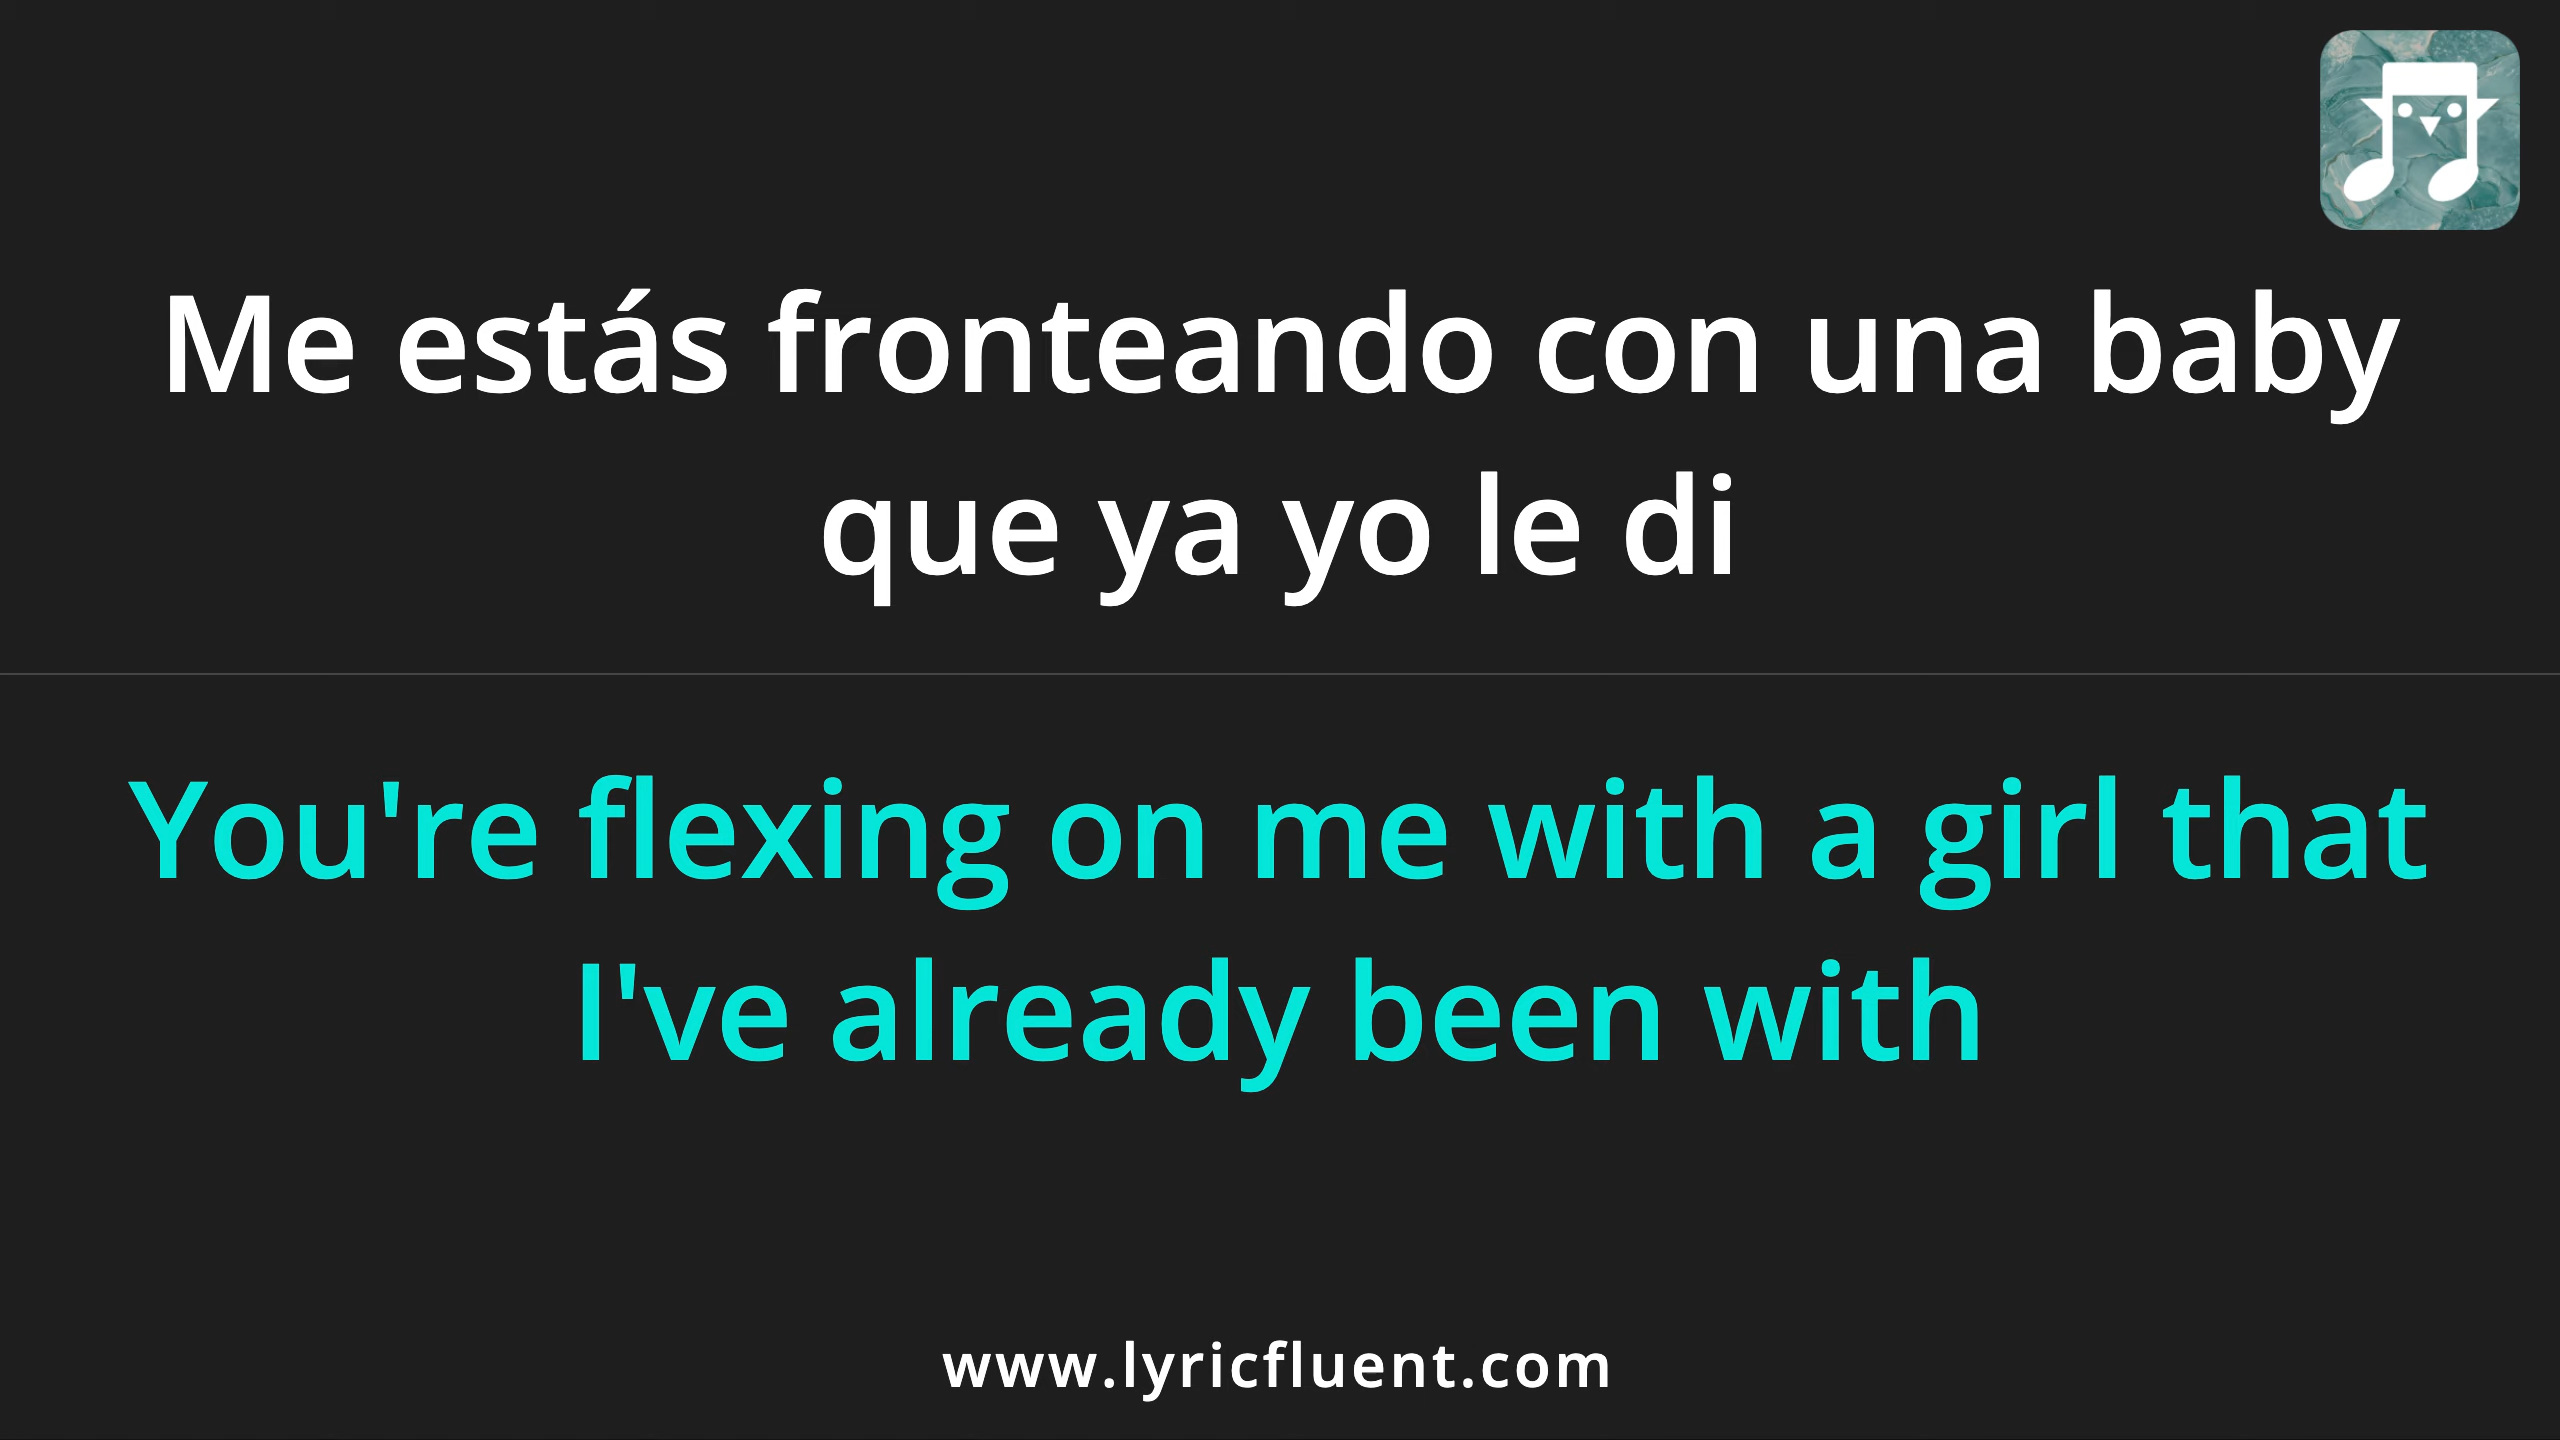 Me estás fronteando con una baby
que ya yo le di
You're flexing on me with a girl that
I've already been with
www.lyricfluent.com